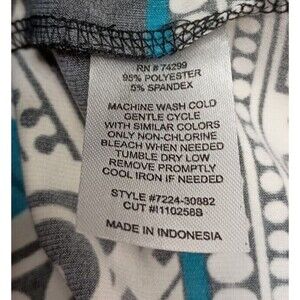 RN # 74299
95% POLYESTER
5% SPANDEX
MACHINE WASH COLD
GENTLE CYCLE
WITH SIMILAR COLORS
ONLY NON-CHLORINE
BLEACH WHEN NEEDED
TUMBLE DRY LOW
REMOVE PROMPTLY
COOL IRON IF NEEDED
STYLE #7224-30882
CUT #I110258B
MADE IN INDONESIA